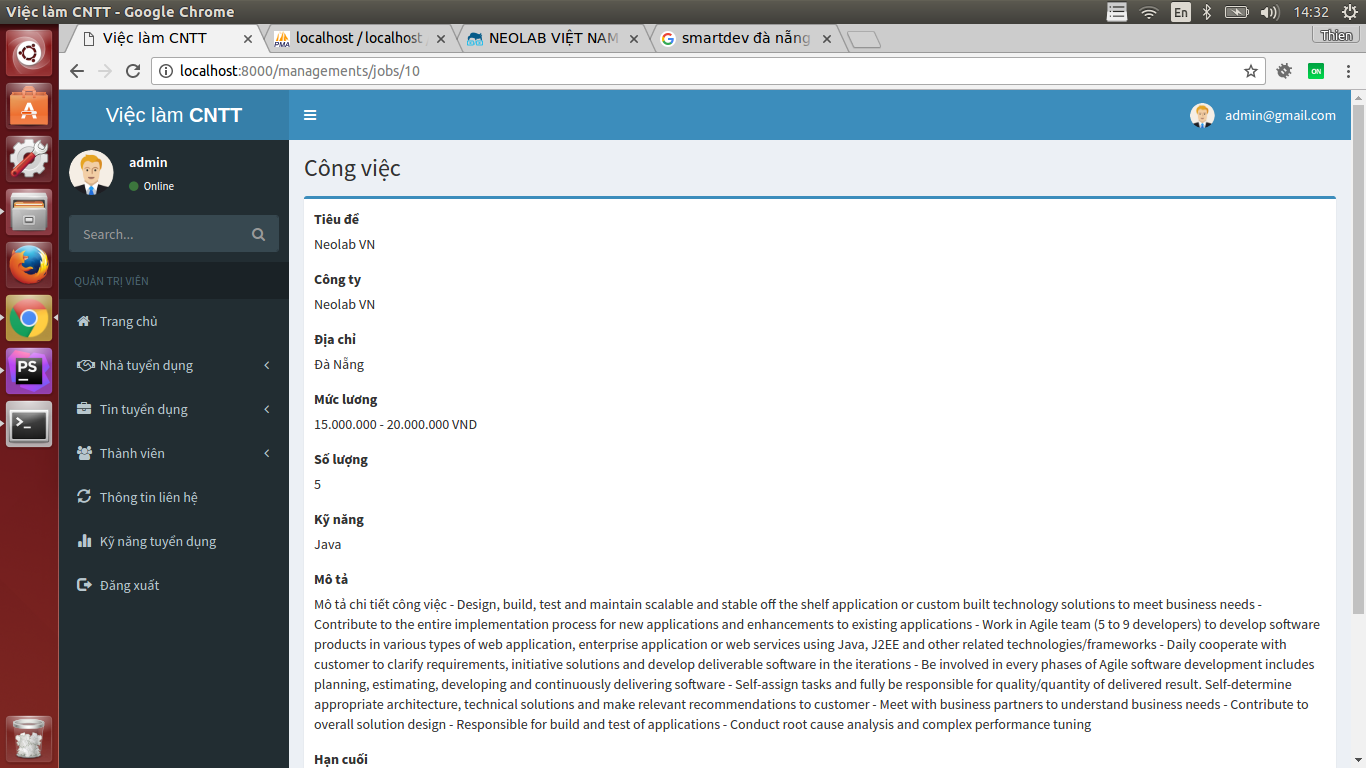 Việc làm CNTT - Google Chrome
En
14:32
Việc làm CNTT
localhost / localhost
NEOLAB VIỆT NAM
smartdev đà nẵng
Thien
localhost:8000/managements/jobs/10
ON
Việc làm CNTT
admin@gmail.com
admin
Online
Search...
QUẢN TRỊ VIÊN
Trang chủ
Nhà tuyển dụng
Tin tuyển dụng
Thành viên
Thông tin liên hệ
Kỹ năng tuyển dụng
Đăng xuất
PMA
PS
Công việc
Tiêu đề
Neolab VN
Công ty
Neolab VN
Địa chỉ
Đà Nẵng
Mức lương
15.000.000 - 20.000.000 VND
Số lượng
5
Kỹ năng
Java
Mô tả
Mô tả chi tiết công việc - Design, build, test and maintain scalable and stable off the shelf application or custom built technology solutions to meet business needs -
Contribute to the entire implementation process for new applications and enhancements to existing applications - Work in Agile team (5 to 9 developers) to develop software
products in various types of web application, enterprise application or web services using Java, J2EE and other related technologies/frameworks - Daily cooperate with
customer to clarify requirements, initiative solutions and develop deliverable software in the iterations - Be involved in every phases of Agile software development includes
planning, estimating, developing and continuously delivering software - Self-assign tasks and fully be responsible for quality/quantity of delivered result. Self-determine
appropriate architecture, technical solutions and make relevant recommendations to customer - Meet with business partners to understand business needs - Contribute to
overall solution design - Responsible for build and test of applications - Conduct root cause analysis and complex performance tuning
Hạn cuối